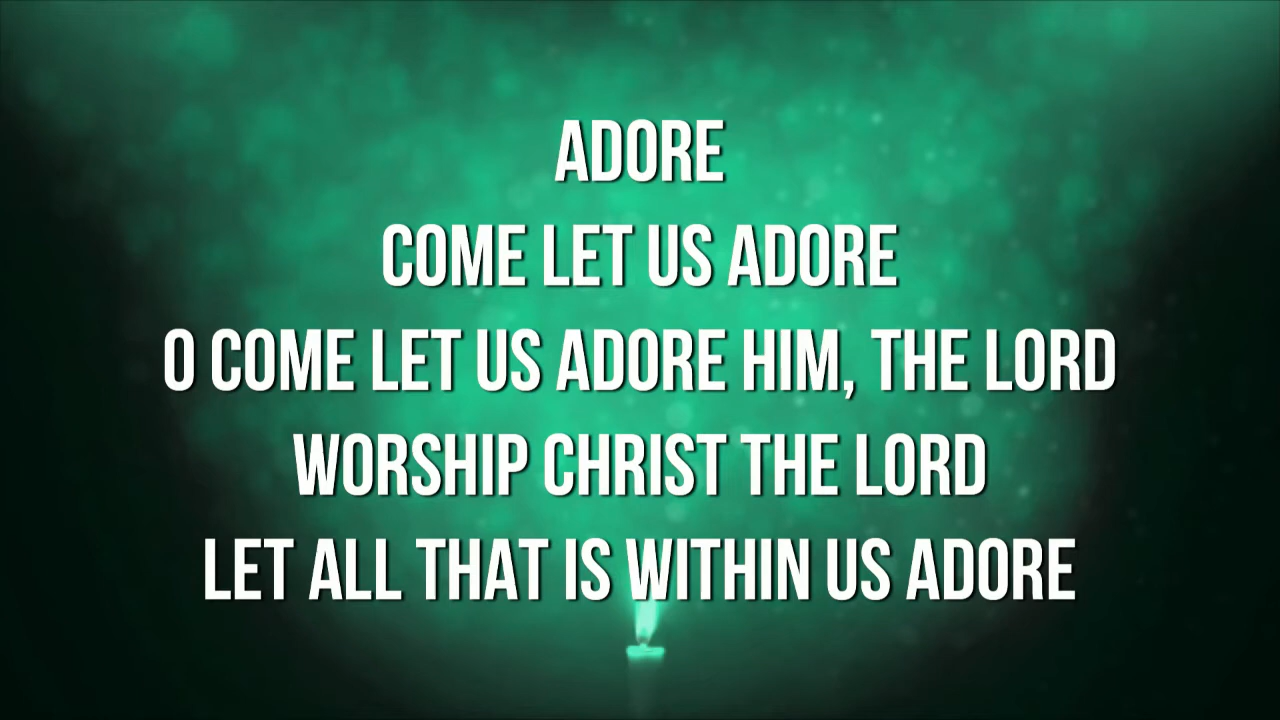 ADORE
COME LET US ADORE
O COME LET US ADORE HIM, THE LORD
WORSHIP CHRIST THE LORD
LET ALL THAT IS WITHIN US ADORE